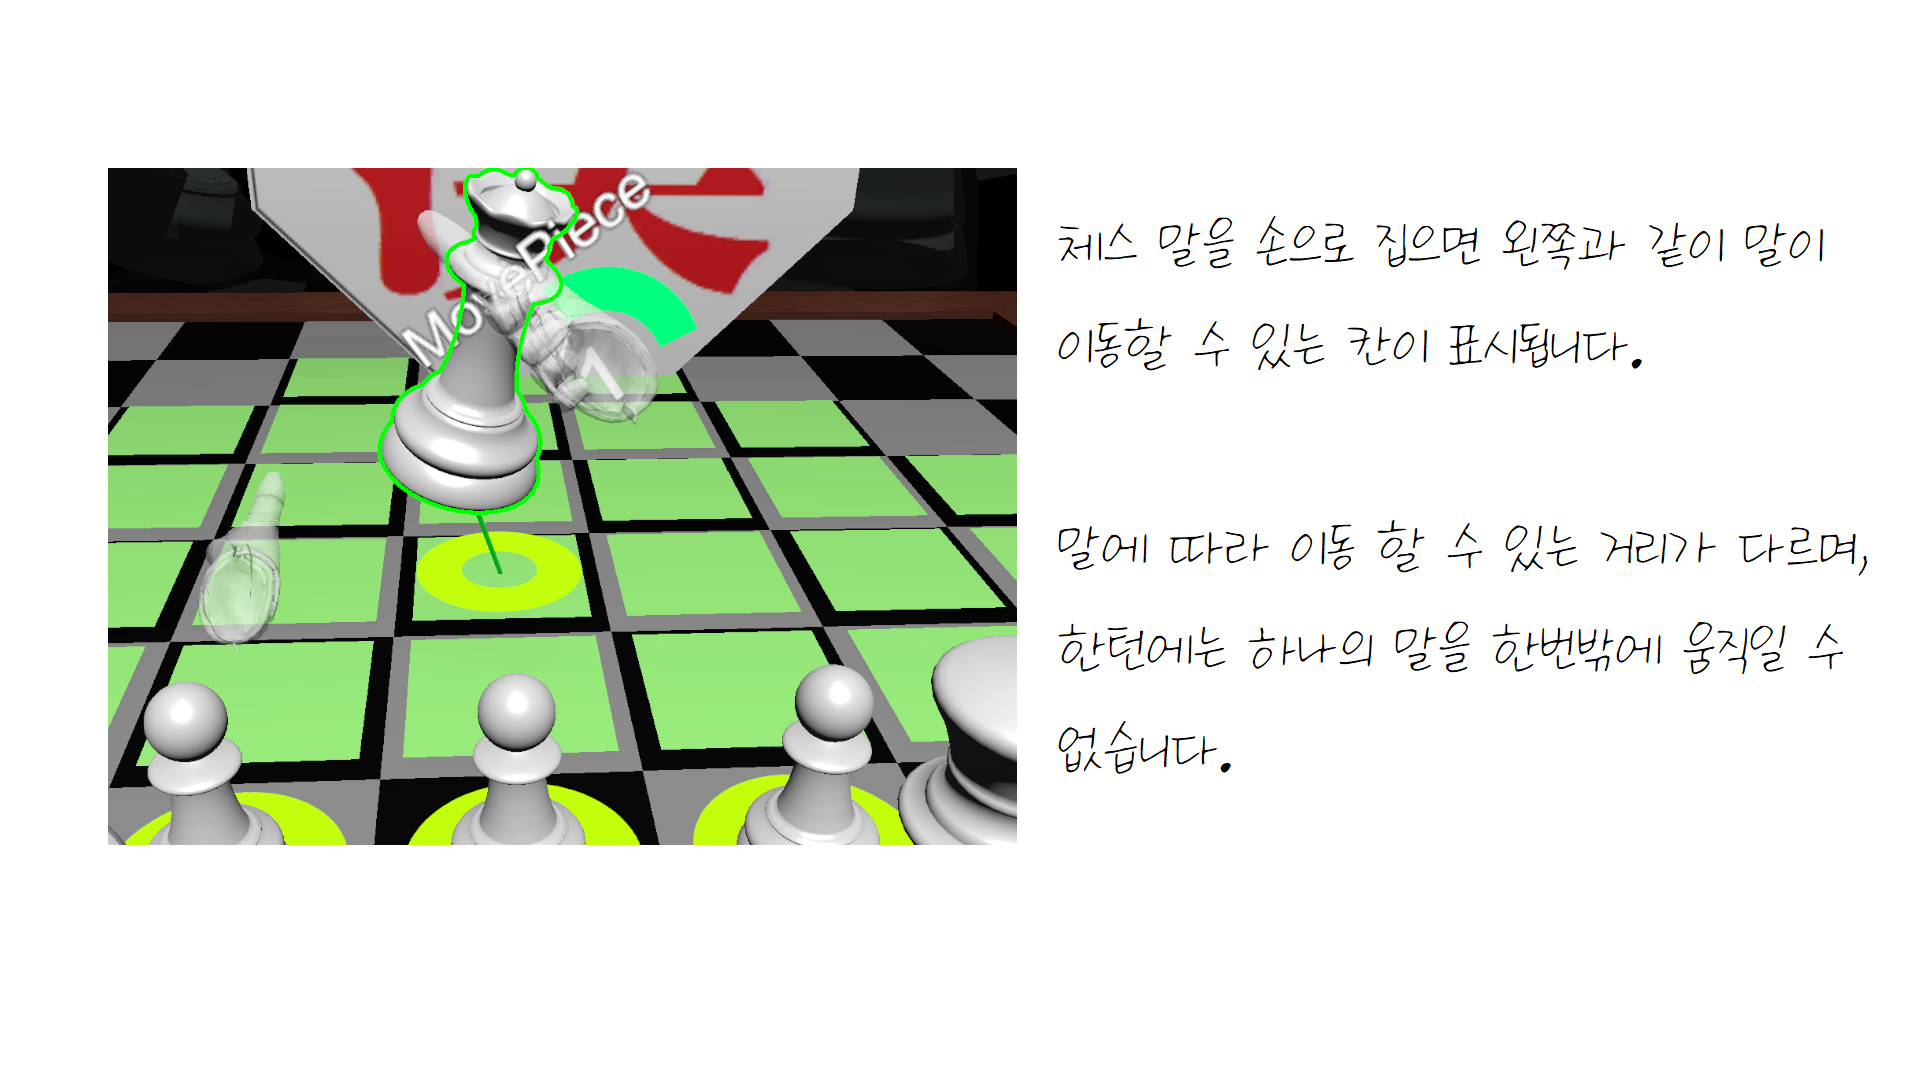 MovePiece
체스 말을 손으로 집으면 왼쪽과 같이 말이
이동할 수 있는 칸이 표시됩니다.
말에 따라 이동 할 수 있는 거리가 다르며,
한턴에는 하나의 말을 한번밖에 움직일 수
없습니다.